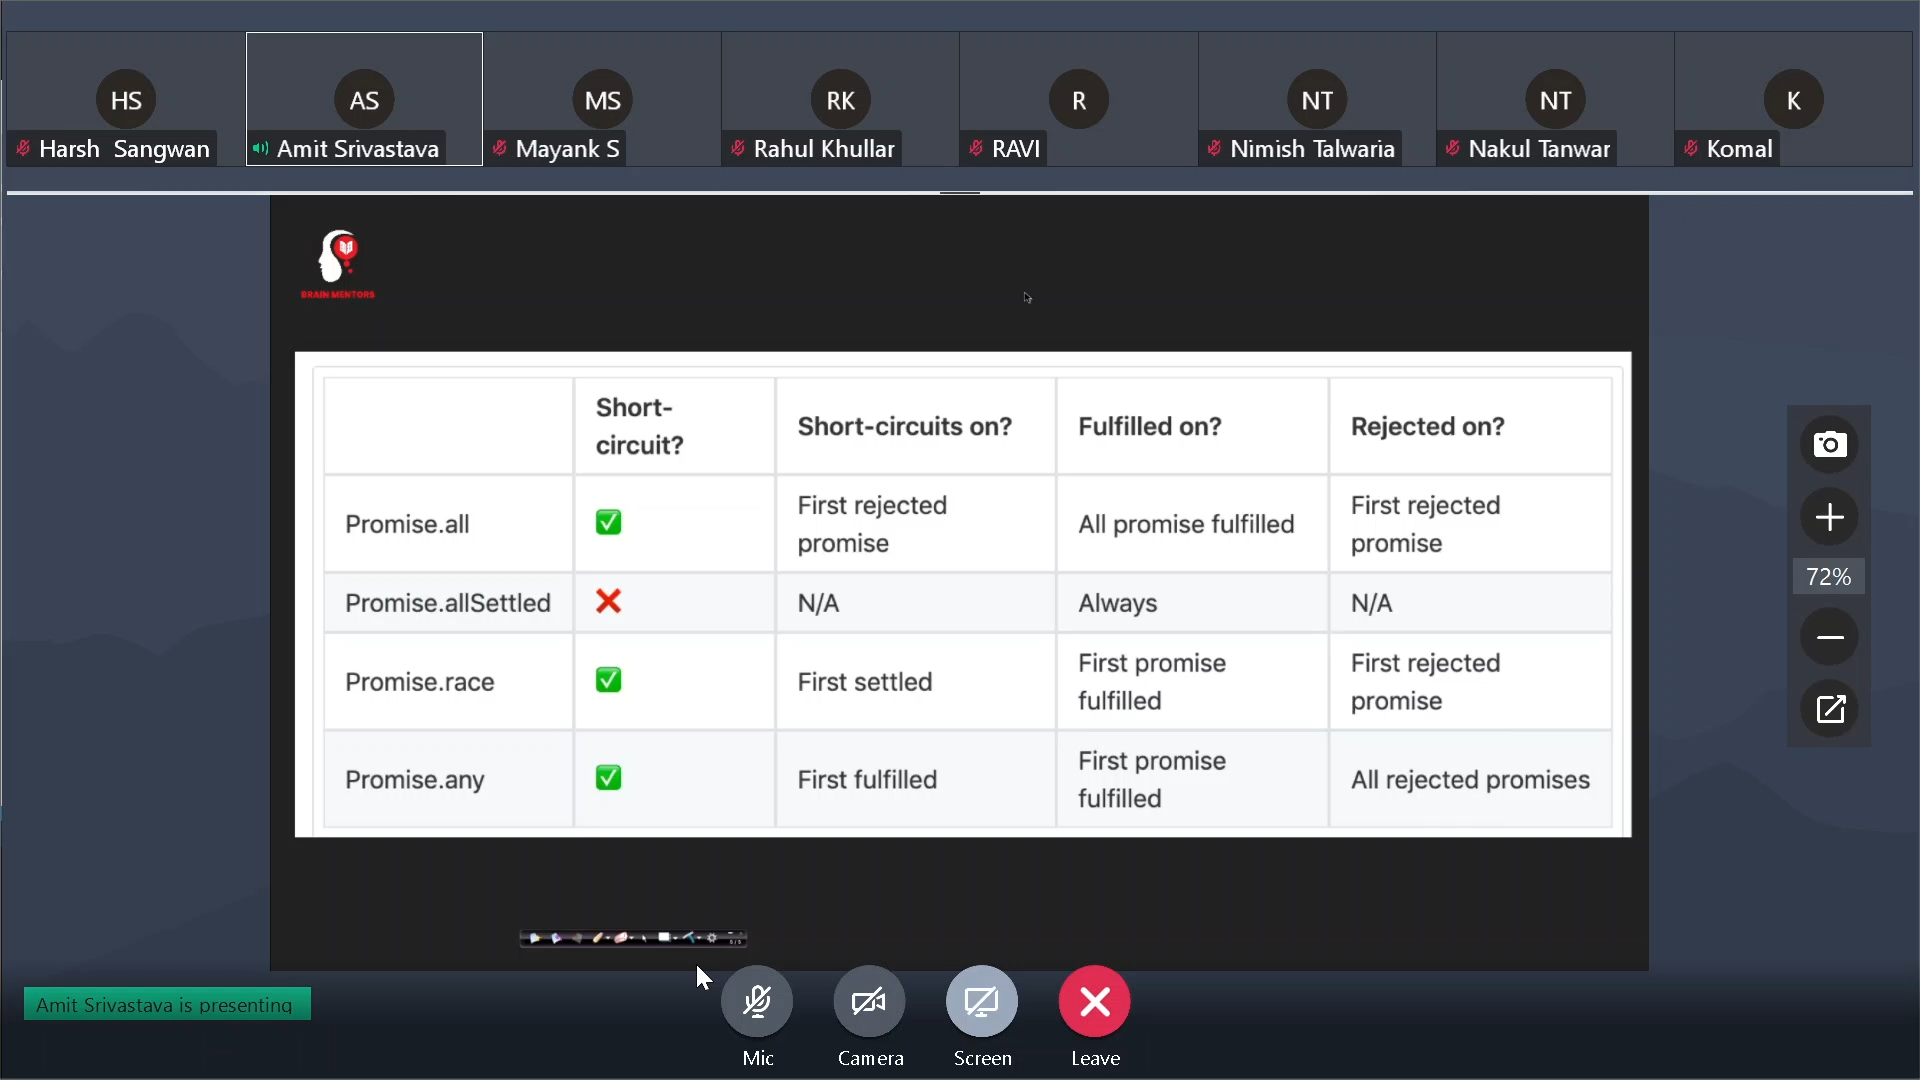 HS
AS
MS
RK
R
NT
NT
K
Harsh Sangwan
Amit Srivastava
Mayank S
Rahul Khullar
RAVI
Nimish Talwaria
Nakul Tanwar
Komal
BRAIN MENTORS
Short-
circuit?
Short-circuits on?
Fulfilled on?
Rejected on?
Promise.all
First rejected
promise
All promise fulfilled
First rejected
promise
Promise.allSettled
N/A
Always
N/A
Promise.race
First settled
First promise
fulfilled
First rejected
promise
Promise.any
First fulfilled
First promise
fulfilled
All rejected promises
72%
5/5
Amit Srivastava is presenting
Mic
Camera
Screen
Leave